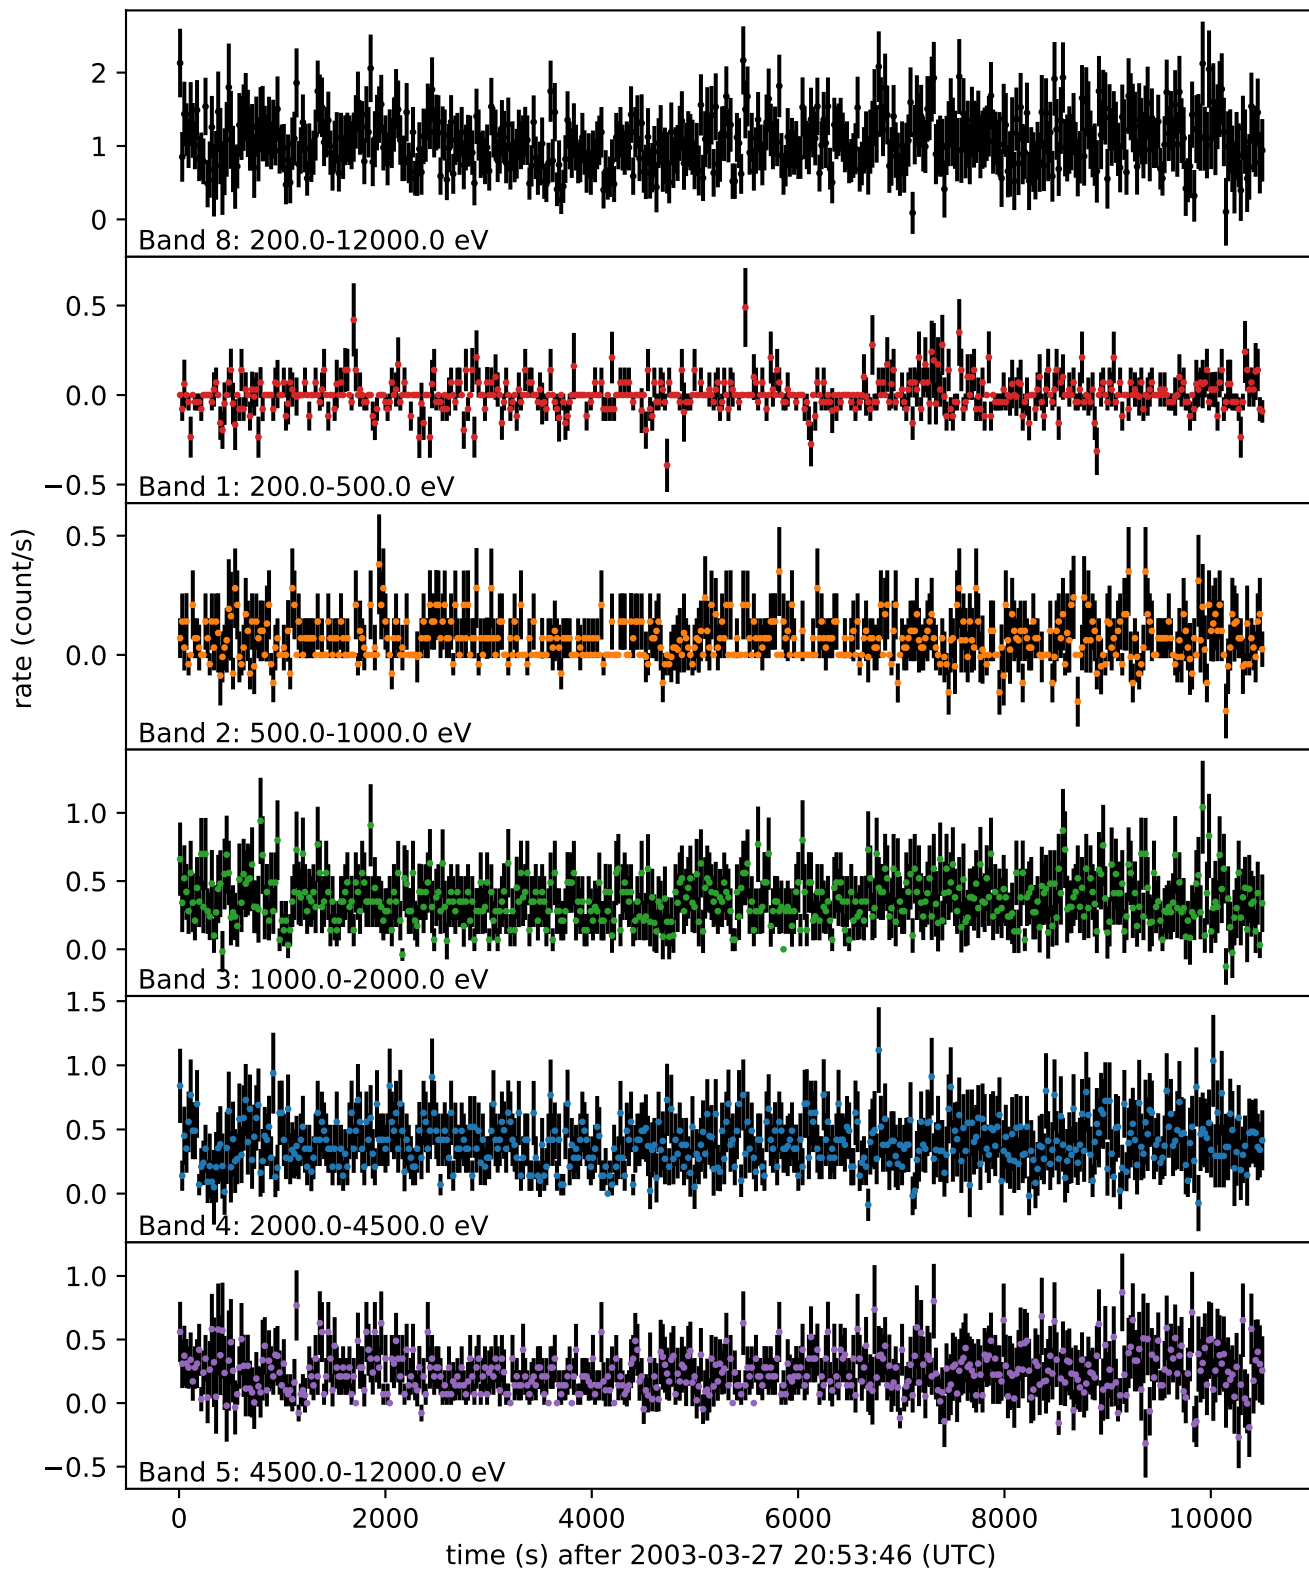 2
1
0
Band 8: 200.0-12000.0 eV
0.5
0.0
−0.5
Band 1: 200.0-500.0 eV
0.5
0.0
Band 2: 500.0-1000.0 eV
rate (count/s)
1.0
0.5
0.0
Band 3: 1000.0-2000.0 eV
1.5
1.0
0.5
0.0
Band 4: 2000.0-4500.0 eV
1.0
0.5
0.0
−0.5
Band 5: 4500.0-12000.0 eV
0 2000 4000 6000 8000 10000
time (s) after 2003-03-27 20:53:46 (UTC)